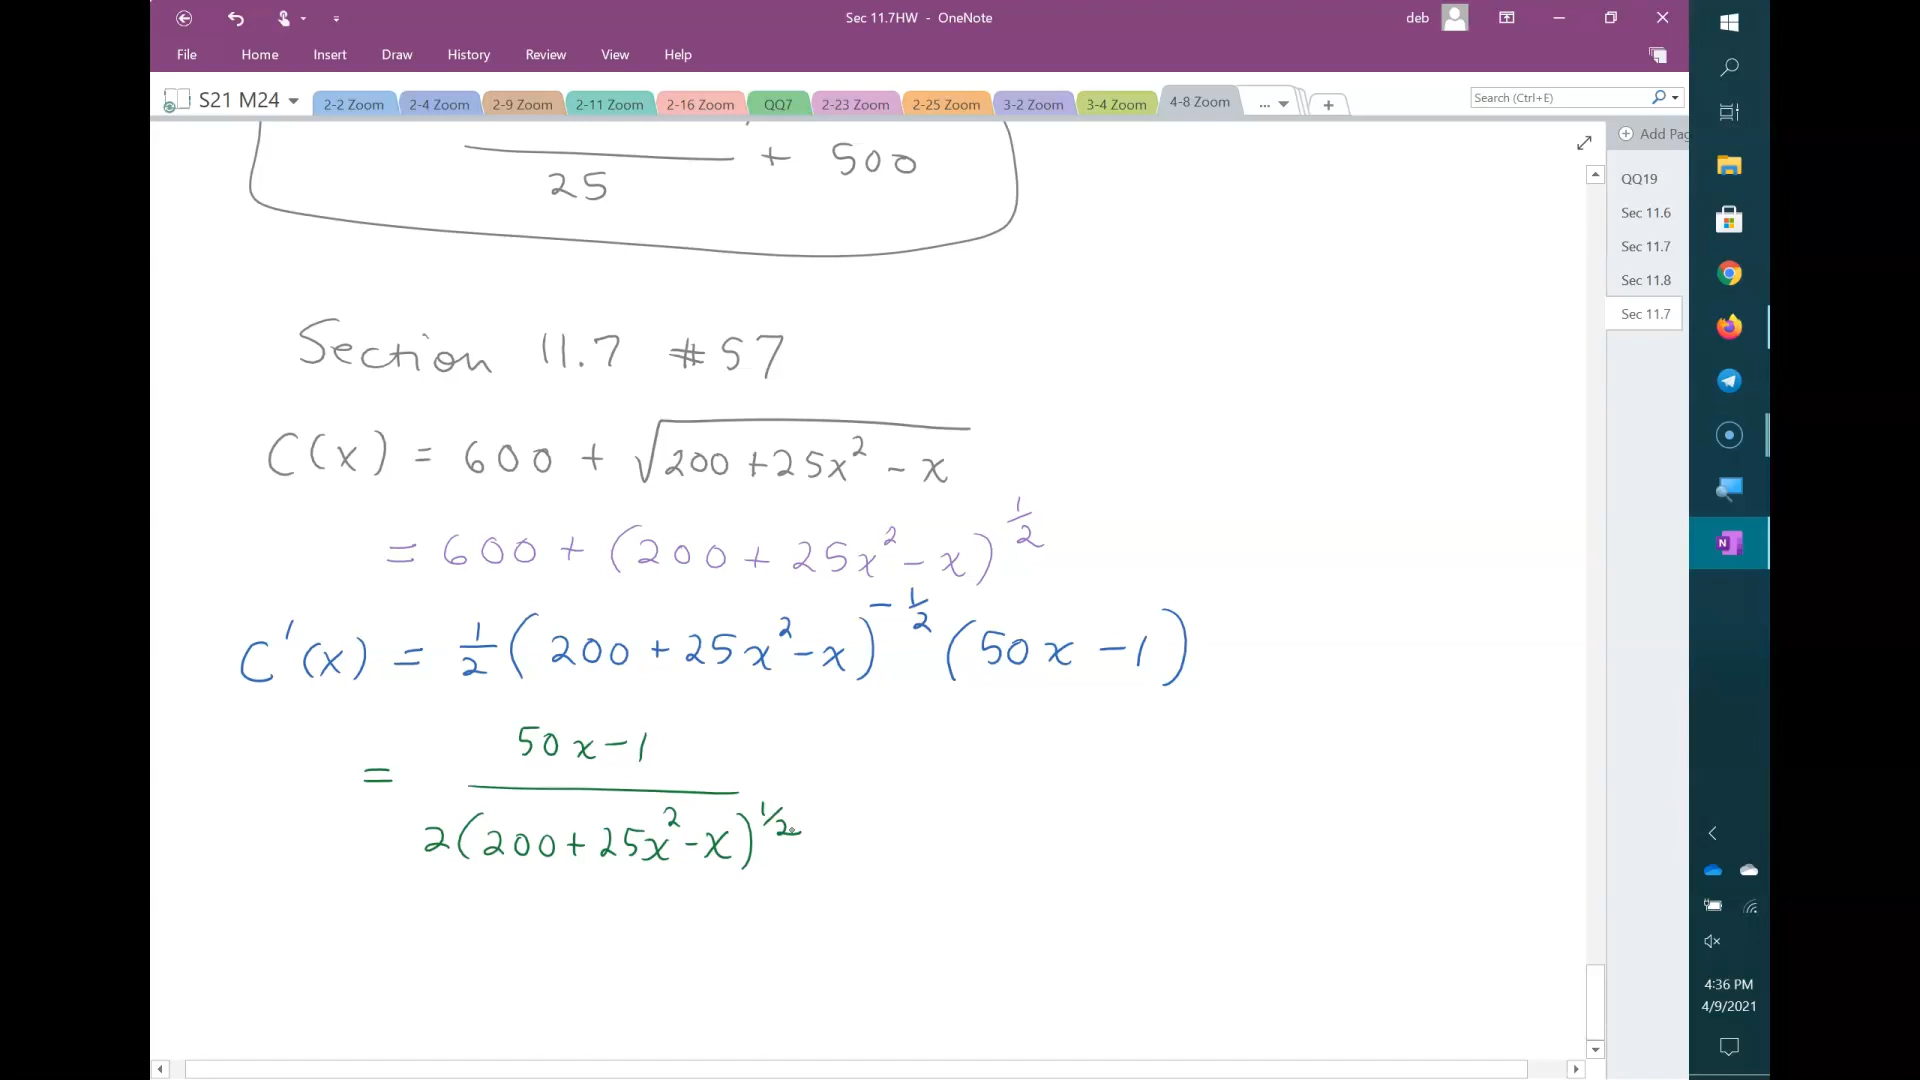 Sec 11.7HW - OneNote
deb
File Home Insert Draw History Review View Help
S21 M24
2-2 Zoom 2-4 Zoom 2-9 Zoom 2-11 Zoom 2-16 Zoom QQ7 2-23 Zoom 2-25 Zoom 3-2 Zoom 3-4 Zoom 4-8 Zoom ... +
Search (Ctrl+E)
Add Pag
QQ19
Sec 11.6
Sec 11.7
Sec 11.8
Sec 11.7
25 + 500
Section 11.7 #57
C(x) = 600 + √200 + 25x² - x
= 600 + (200 + 25x² - x)^1/2
C'(x) = 1/2 (200 + 25x² - x)^-1/2 (50x - 1)
= 50x - 1
2(200 + 25x² - x)^1/2
4:36 PM
4/9/2021